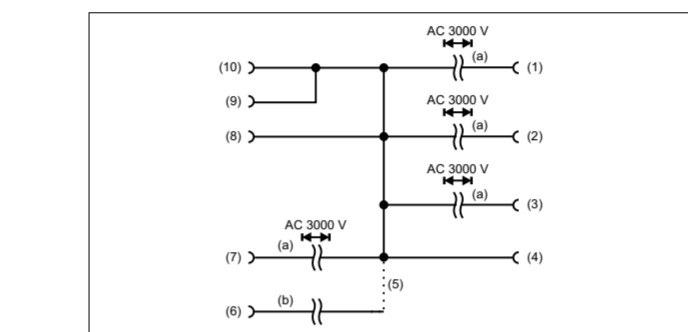 AC 3000 V
(10) (a) (1)
(9)
AC 3000 V
(8) (a) (2)
AC 3000 V
(a) (3)
AC 3000 V
(7) (a) (4)
(5)
(6) (b)